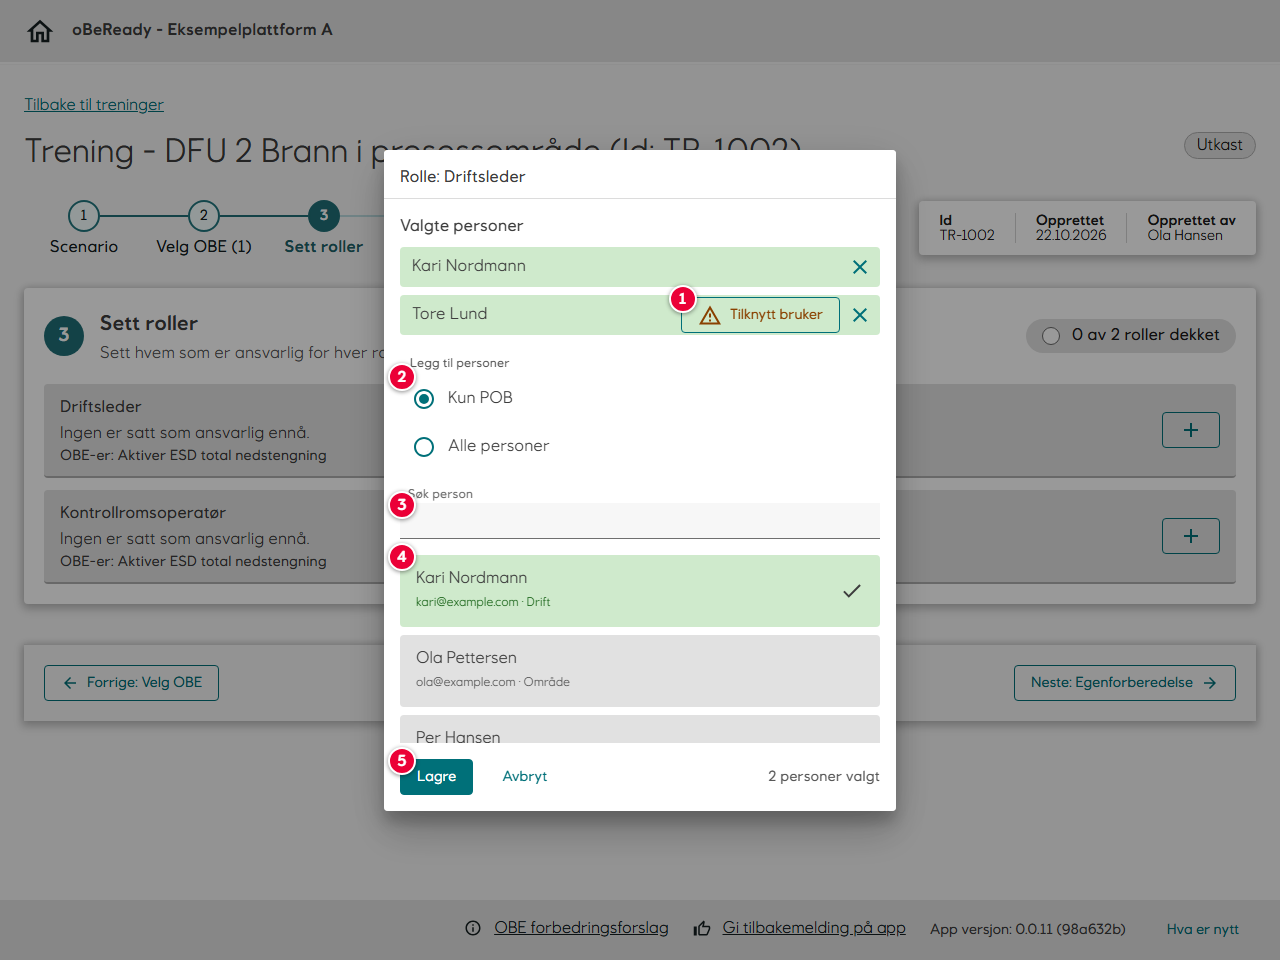 oBeReady - Eksempelplattform A
Tilbake til treninger
Trening - DFU 2 Brann i prosessområde (Id: TR-1002)
Utkast
1
2
3
Scenario
Velg OBE (1)
Sett roller
Id
TR-1002
Opprettet
22.10.2026
Opprettet av
Ola Hansen
3
Sett roller
Sett hvem som er ansvarlig for hver
0 av 2 roller dekket
Driftsleder
Ingen er satt som ansvarlig ennå.
OBE-er: Aktiver ESD total nedstengning
Kontrollromsoperatør
Ingen er satt som ansvarlig ennå.
OBE-er: Aktiver ESD total nedstengning
Forrige: Velg OBE
Neste: Egenforberedelse
Rolle: Driftsleder
Valgte personer
Kari Nordmann
Tore Lund
1
Tilknytt bruker
Legg til personer
2
Kun POB
Alle personer
Søk person
3
4
Kari Nordmann
kari@example.com · Drift
Ola Pettersen
ola@example.com · Område
Per Hansen
5
Lagre
Avbryt
2 personer valgt
OBE forbedringsforslag
Gi tilbakemelding på app
App versjon: 0.0.11 (98a632b)
Hva er nytt